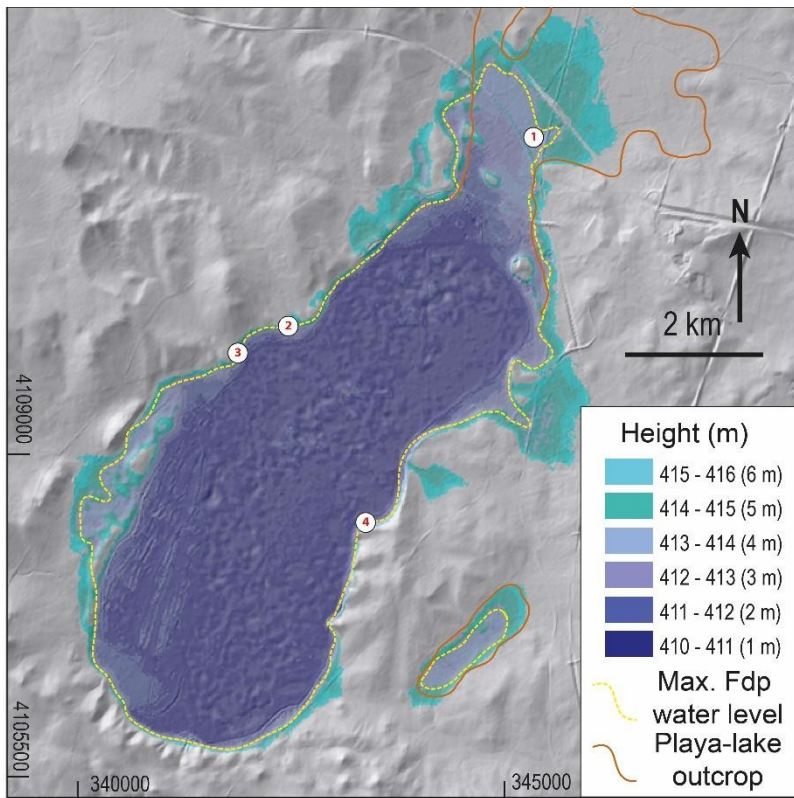 1
N
2 km
2
3
4109000
Height (m)
415 - 416 (6 m)
414 - 415 (5 m)
413 - 414 (4 m)
412 - 413 (3 m)
411 - 412 (2 m)
410 - 411 (1 m)
Max. Fdp
water level
Playa-lake
outcrop
4
4105500
340000
345000